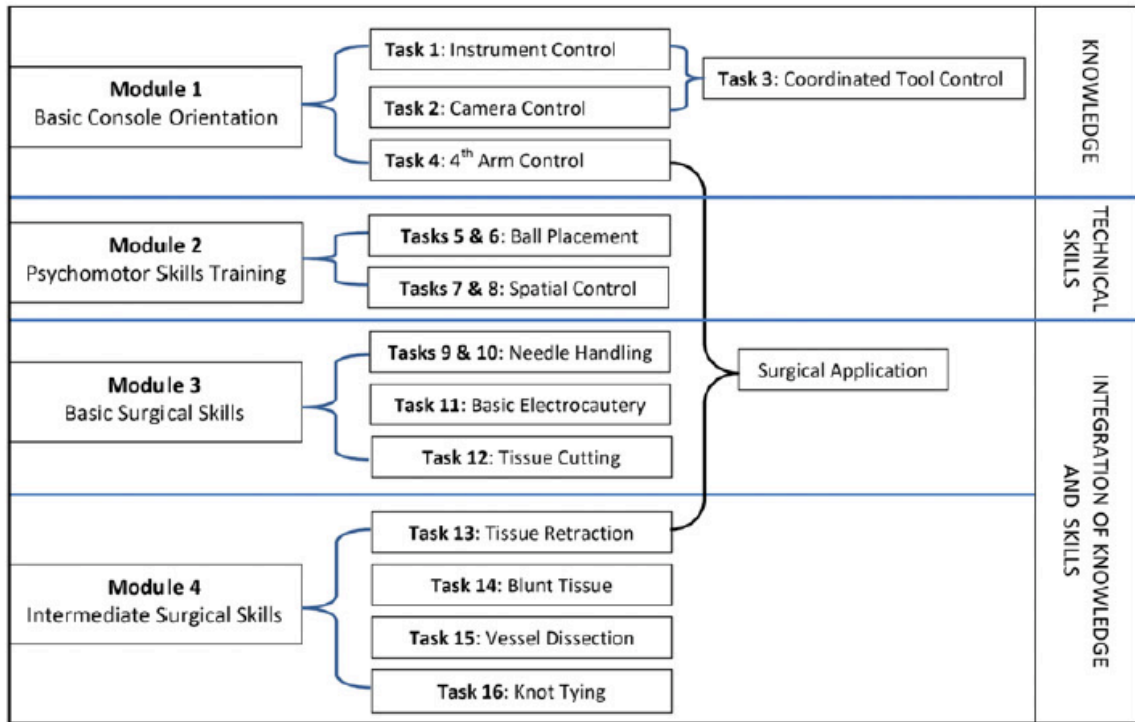 Module 1
Basic Console Orientation
Task 1: Instrument Control
Task 2: Camera Control
Task 4: 4th Arm Control
Task 3: Coordinated Tool Control
KNOWLEDGE
Module 2
Psychomotor Skills Training
Tasks 5 & 6: Ball Placement
Tasks 7 & 8: Spatial Control
TECHNICAL
SKILLS
Module 3
Basic Surgical Skills
Tasks 9 & 10: Needle Handling
Task 11: Basic Electrocautery
Task 12: Tissue Cutting
Surgical Application
Module 4
Intermediate Surgical Skills
Task 13: Tissue Retraction
Task 14: Blunt Tissue
Task 15: Vessel Dissection
Task 16: Knot Tying
INTEGRATION OF KNOWLEDGE
AND SKILLS